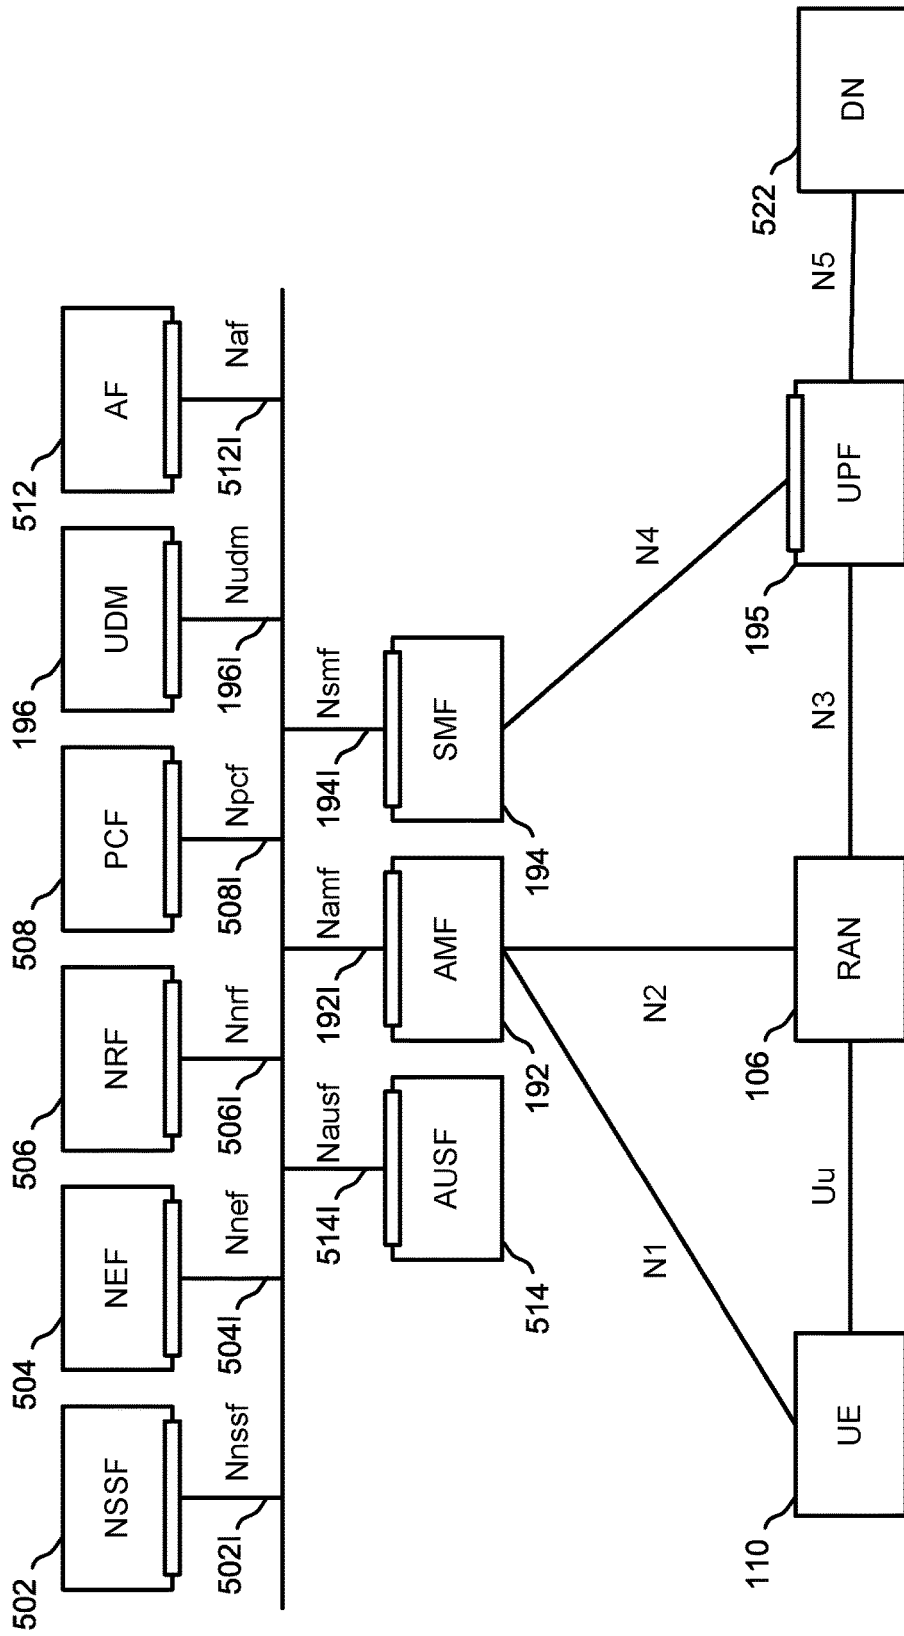 502
504
506
508
196
512
NSSF
NEF
NRF
PCF
UDM
AF
Nnssf
Nnef
Nnrf
Npcf
Nudm
Naf
502I
504I
506I
508I
196I
512I
Nausf
Namf
Nsmf
514I
192I
194I
AUSF
AMF
SMF
514
192
194
N1
N2
N4
110
106
195
522
Uu
N3
N5
UE
RAN
UPF
DN